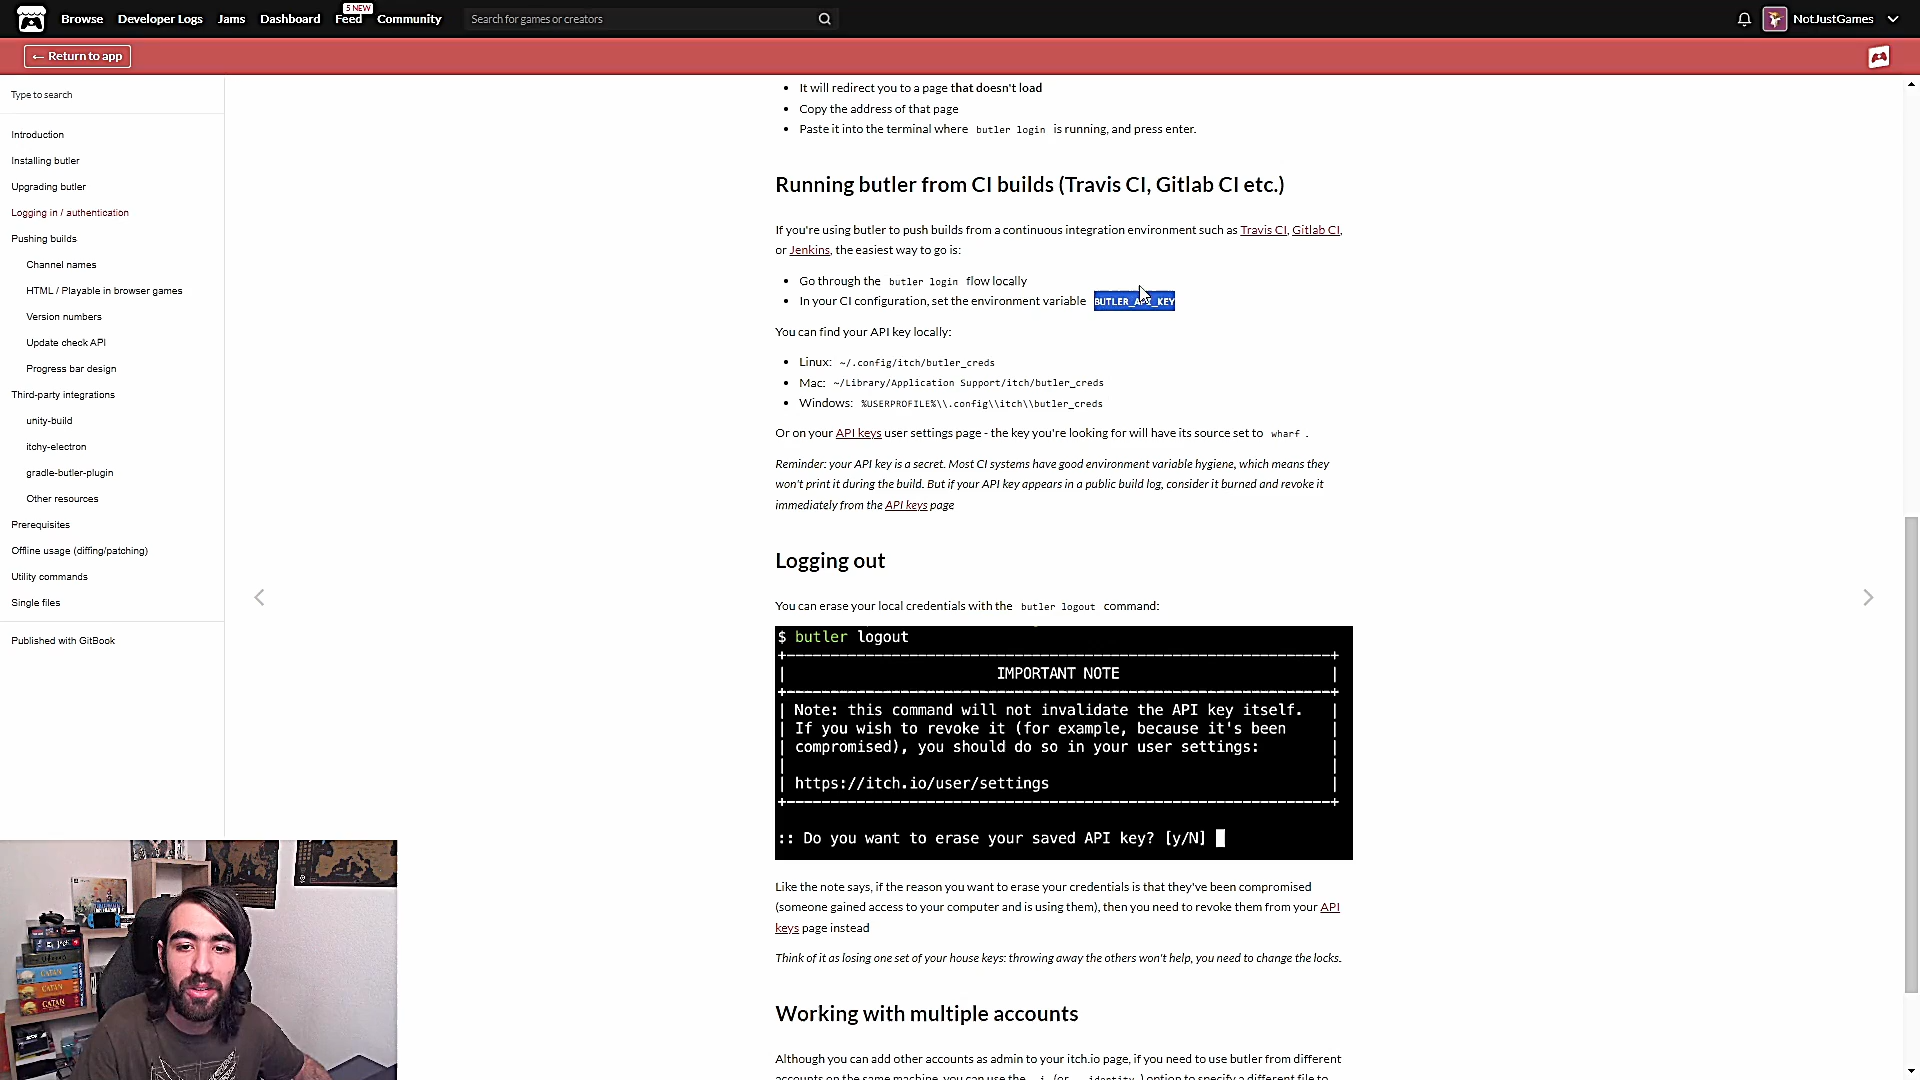 Browse Developer Logs Jams Dashboard 5 NEW Feed Community Search for games or creators NotJustGames
← Return to app
Type to search
Introduction
Installing butler
Upgrading butler
Logging in / authentication
Pushing builds
Channel names
HTML / Playable in browser games
Version numbers
Update check API
Progress bar design
Third-party integrations
unity-build
itchy-electron
gradle-butler-plugin
Other resources
Prerequisites
Offline usage (diffing/patching)
Utility commands
Single files
Published with GitBook
• It will redirect you to a page that doesn't load
• Copy the address of that page
• Paste it into the terminal where butler login is running, and press enter.
Running butler from CI builds (Travis CI, Gitlab CI etc.)
If you're using butler to push builds from a continuous integration environment such as Travis CI, Gitlab CI,
or Jenkins, the easiest way to go is:
• Go through the butler login flow locally
• In your CI configuration, set the environment variable BUTLER_API_KEY
You can find your API key locally:
• Linux: ~/.config/itch/butler_creds
• Mac: ~/Library/Application Support/itch/butler_creds
• Windows: %USERPROFILE%\\.config\\itch\\butler_creds
Or on your API keys user settings page - the key you're looking for will have its source set to wharf .
Reminder: your API key is a secret. Most CI systems have good environment variable hygiene, which means they
won't print it during the build. But if your API key appears in a public build log, consider it burned and revoke it
immediately from the API keys page
Logging out
You can erase your local credentials with the butler logout command:
$ butler logout
IMPORTANT NOTE
Note: this command will not invalidate the API key itself.
If you wish to revoke it (for example, because it's been
compromised), you should do so in your user settings:
https://itch.io/user/settings
:: Do you want to erase your saved API key? [y/N]
Like the note says, if the reason you want to erase your credentials is that they've been compromised
(someone gained access to your computer and is using them), then you need to revoke them from your API
keys page instead
Think of it as losing one set of your house keys: throwing away the others won't help, you need to change the locks.
Working with multiple accounts
Although you can add other accounts as admin to your itch.io page, if you need to use butler from different
accounts on the same machine, you can use the -i (or --identity ) option to specify a different file to
CATAN
CATAN
CATAN